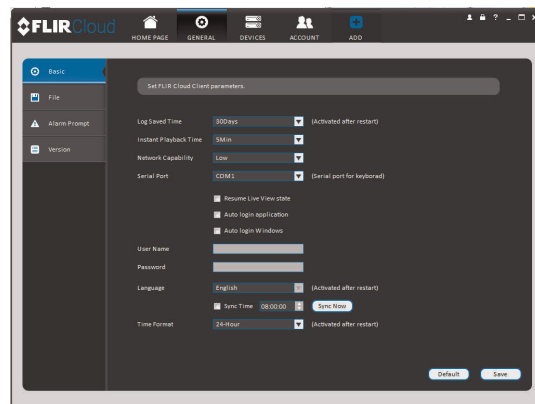 FLIR Cloud
HOME PAGE GENERAL DEVICES ACCOUNT ADD
Basic
File
Alarm Prompt
Version
Set FLIR Cloud Client parameters.
Log Saved Time 30Days (Activated after restart)
Instant Playback Time 5Min
Network Capability Low
Serial Port COM1 (Serial port for keyborad)
Resume Live View state
Auto login application
Auto login Windows
User Name
Password
Language English (Activated after restart)
Sync Time 08:00:00 Sync Now
Time Format 24-Hour (Activated after restart)
Default Save